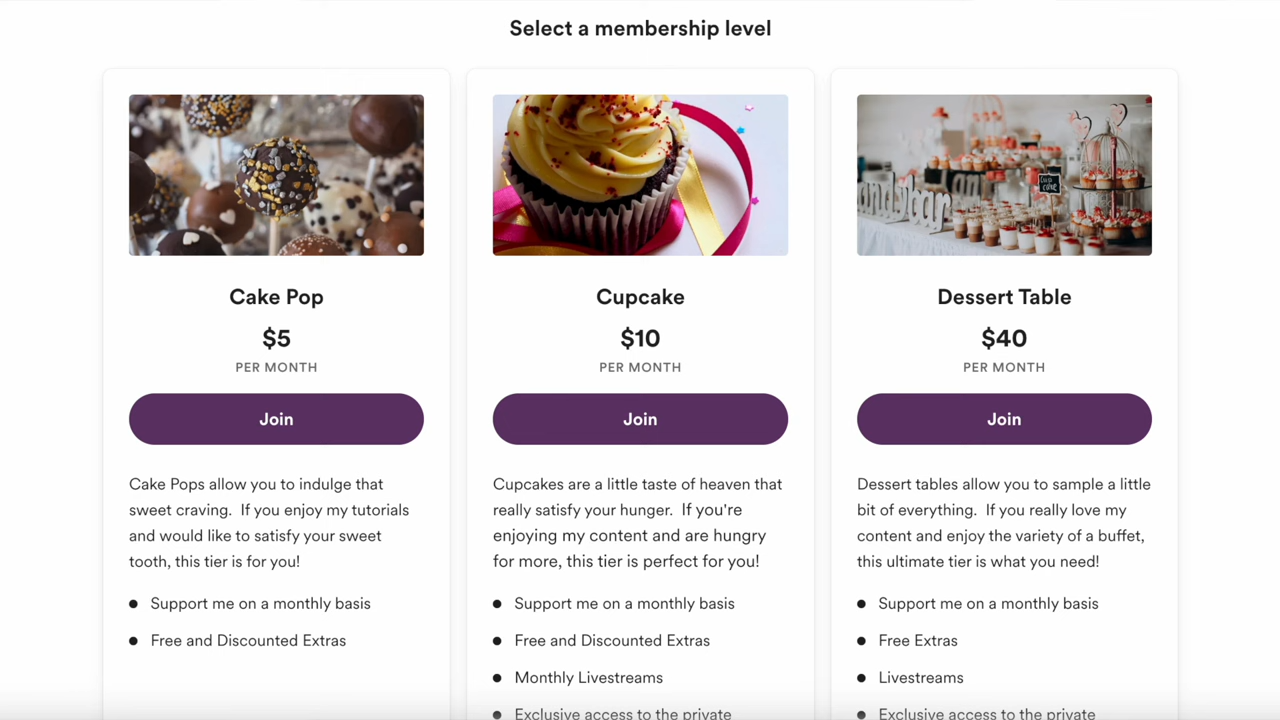 Select a membership level
andybar
CUP
CAKE
Cake Pop
$5
PER MONTH
Join
Cake Pops allow you to indulge that
sweet craving.  If you enjoy my tutorials
and would like to satisfy your sweet
tooth, this tier is for you!
Support me on a monthly basis
Free and Discounted Extras
Cupcake
$10
PER MONTH
Join
Cupcakes are a little taste of heaven that
really satisfy your hunger.  If you're
enjoying my content and are hungry
for more, this tier is perfect for you!
Support me on a monthly basis
Free and Discounted Extras
Monthly Livestreams
Exclusive access to the private
Dessert Table
$40
PER MONTH
Join
Dessert tables allow you to sample a little
bit of everything.  If you really love my
content and enjoy the variety of a buffet,
this ultimate tier is what you need!
Support me on a monthly basis
Free Extras
Livestreams
Exclusive access to the private